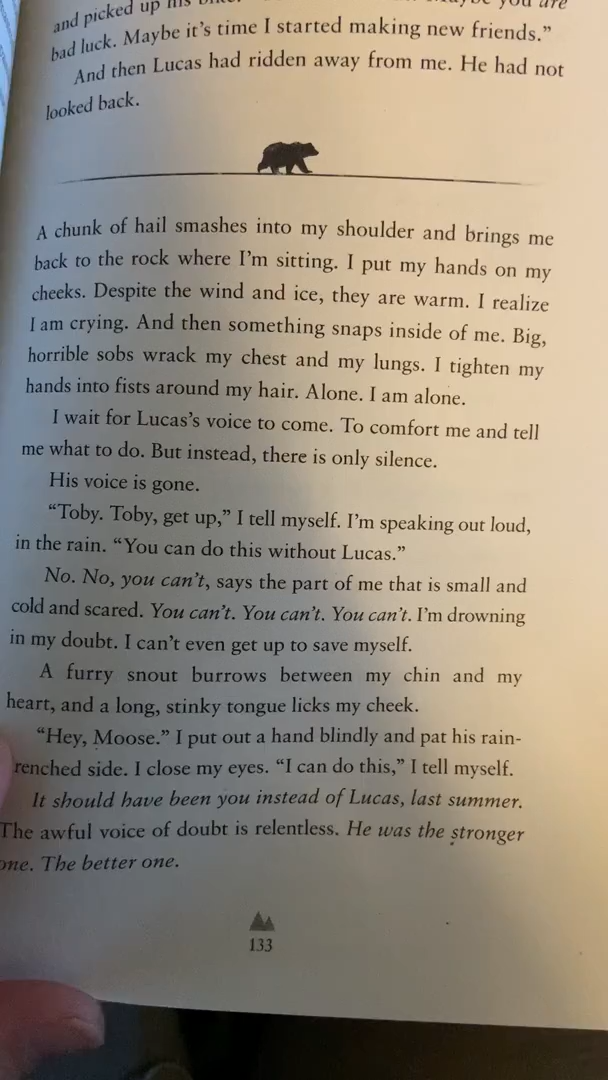 and picked up his
you are
bad luck. Maybe it's time I started making new friends."
And then Lucas had ridden away from me. He had not
looked back.
A chunk of hail smashes into my shoulder and brings me
back to the rock where I'm sitting. I put my hands on my
cheeks. Despite the wind and ice, they are warm. I realize
I am crying. And then something snaps inside of me. Big,
horrible sobs wrack my chest and my lungs. I tighten my
hands into fists around my hair. Alone. I am alone.
I wait for Lucas's voice to come. To comfort me and tell
me what to do. But instead, there is only silence.
His voice is gone.
"Toby. Toby, get up," I tell myself. I'm speaking out loud,
in the rain. "You can do this without Lucas."
No. No, you can't, says the part of me that is small and
cold and scared. You can't. You can't. You can't. I'm drowning
in my doubt. I can't even get up to save myself.
A furry snout burrows between my chin and my
heart, and a long, stinky tongue licks my cheek.
"Hey, Moose." I put out a hand blindly and pat his rain-
renched side. I close my eyes. "I can do this," I tell myself.
It should have been you instead of Lucas, last summer.
The awful voice of doubt is relentless. He was the stronger
one. The better one.
133